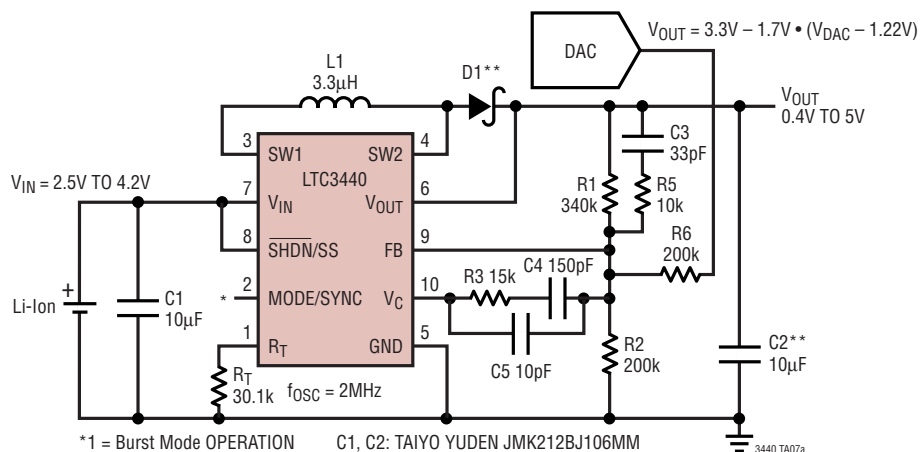 V_OUT = 3.3V – 1.7V • (V_DAC – 1.22V)
DAC
L1
3.3µH
D1**
V_OUT
0.4V TO 5V
3
4
SW1
SW2
C3
33pF
LTC3440
V_IN = 2.5V TO 4.2V
7
6
V_IN
V_OUT
R1
340k
R5
10k
8
9
SHDN/SS
FB
R6
200k
C4 150pF
R3 15k
*
2
10
MODE/SYNC
V_C
Li-Ion
+
C1
10µF
1
5
R_T
GND
C5 10pF
R2
200k
C2**
10µF
R_T
30.1k
f_OSC = 2MHz
*1 = Burst Mode OPERATION
C1, C2: TAIYO YUDEN JMK212BJ106MM
3440 TA07a